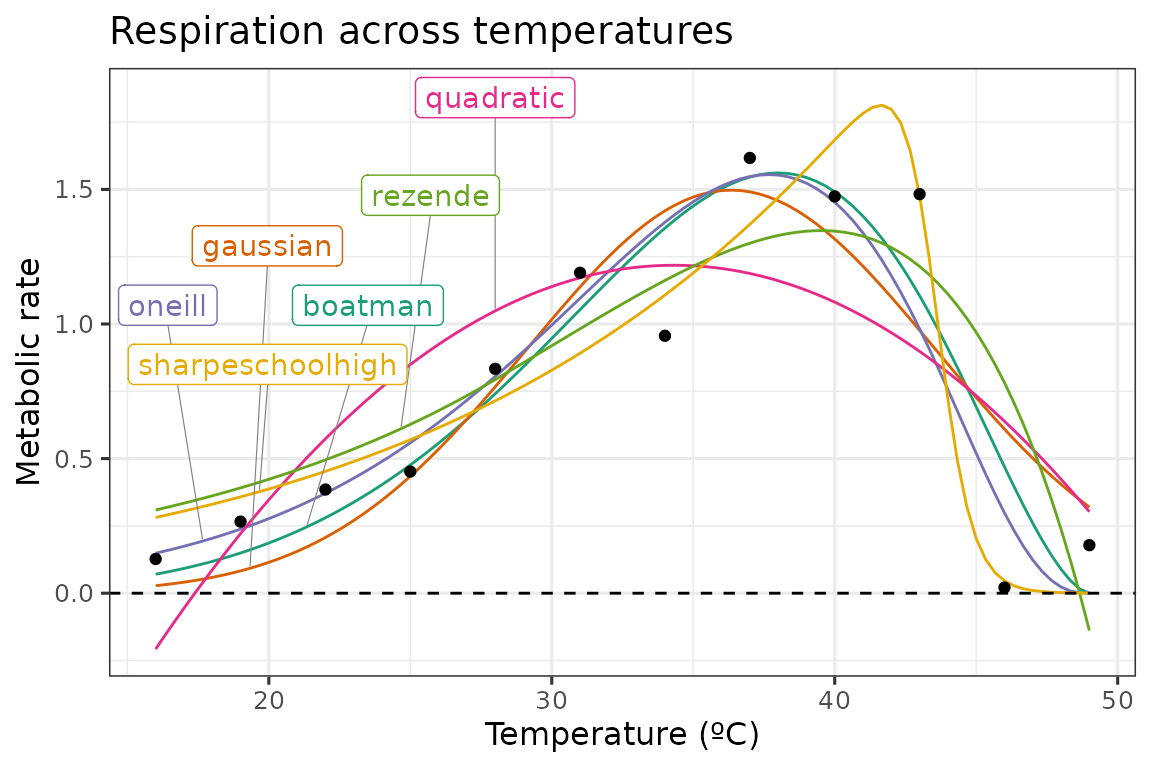 Respiration across temperatures
quadratic
rezende
gaussian
oneill
boatman
sharpeschoolhigh
Metabolic rate
1.5
1.0
0.5
0.0
20
30
40
50
Temperature (ºC)